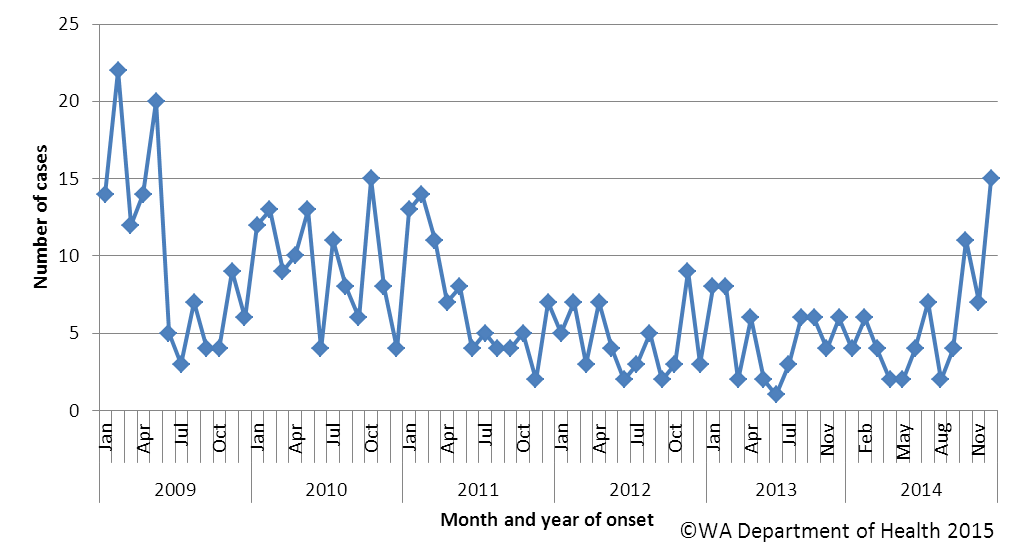 25
20
15
10
5
0
Number of cases
Jan Apr Jul Oct Jan Apr Jul Oct Jan Apr Jul Oct Jan Apr Jul Oct Jan Apr Jul Nov Feb May Aug Nov
2009 2010 2011 2012 2013 2014
Month and year of onset
©WA Department of Health 2015